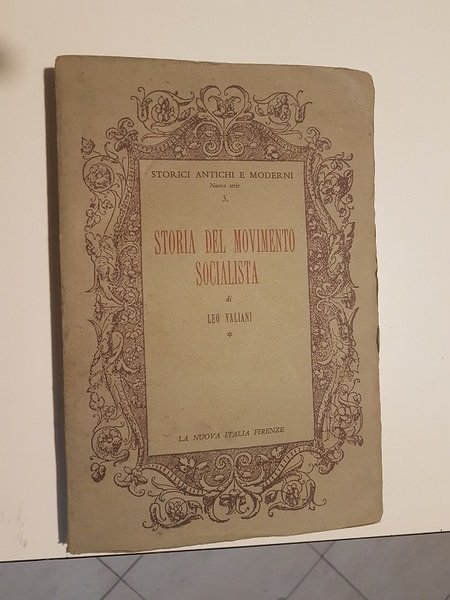 STORICI ANTICHI E MODERNI
Nuova serie
3.
STORIA DEL MOVIMENTO
SOCIALISTA
di
LEO VALIANI
*
LA NUOVA ITALIA FIRENZE